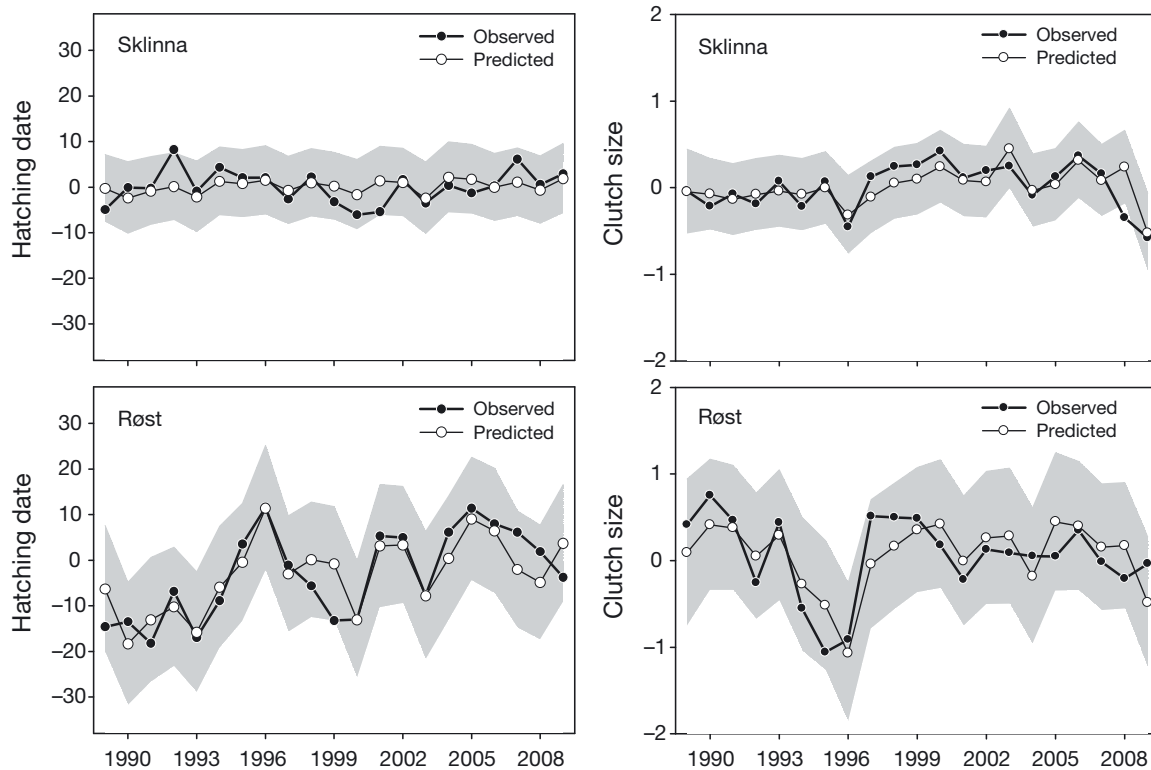 Sklinna
Observed
Predicted
Hatching date
30
20
10
0
–10
–20
–30
Sklinna
Observed
Predicted
Clutch size
2
1
0
–1
–2
Røst
Observed
Predicted
Hatching date
30
20
10
0
–10
–20
–30
1990 1993 1996 1999 2002 2005 2008
Røst
Observed
Predicted
Clutch size
2
1
0
–1
–2
1990 1993 1996 1999 2002 2005 2008